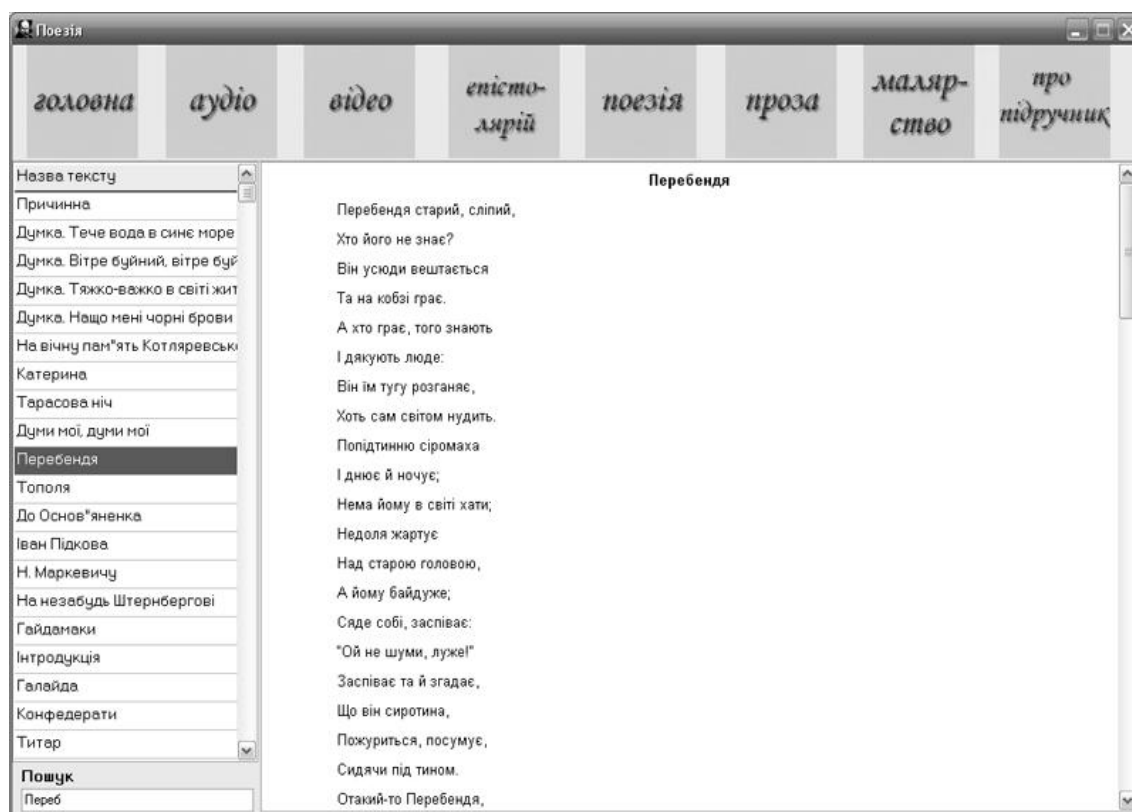 Поезія
головна
аудіо
відео
епісто-
лярій
поезія
проза
маляр-
ство
про
підручник
Назва тексту
Причинна
Думка. Тече вода в синє море
Думка. Вітре буйний, вітре буй
Думка. Тяжко-важко в світі жит
Думка. Нащо мені чорні брови
На вічну пам"ять Котляревськ
Катерина
Тарасова ніч
Думи мої, думи мої
Перебендя
Тополя
До Основ"яненка
Іван Підкова
Н. Маркевичу
На незабудь Штернбергові
Гайдамаки
Інтродукція
Галайда
Конфедерати
Титар
Пошук
Переб
Перебендя
Перебендя старий, сліпий,
Хто його не знає?
Він усюди вештається
Та на кобзі грає.
А хто грає, того знають
І дякують люде:
Він їм тугу розганяє,
Хоть сам світом нудить.
Попідтинню сіромаха
І днює й ночує;
Нема йому в світі хати;
Недоля жартує
Над старою головою,
А йому байдуже;
Сяде собі, заспіває:
"Ой не шуми, луже!"
Заспіває та й згадає,
Що він сиротина,
Пожуриться, посумує,
Сидячи під тином.
Отакий-то Перебендя,